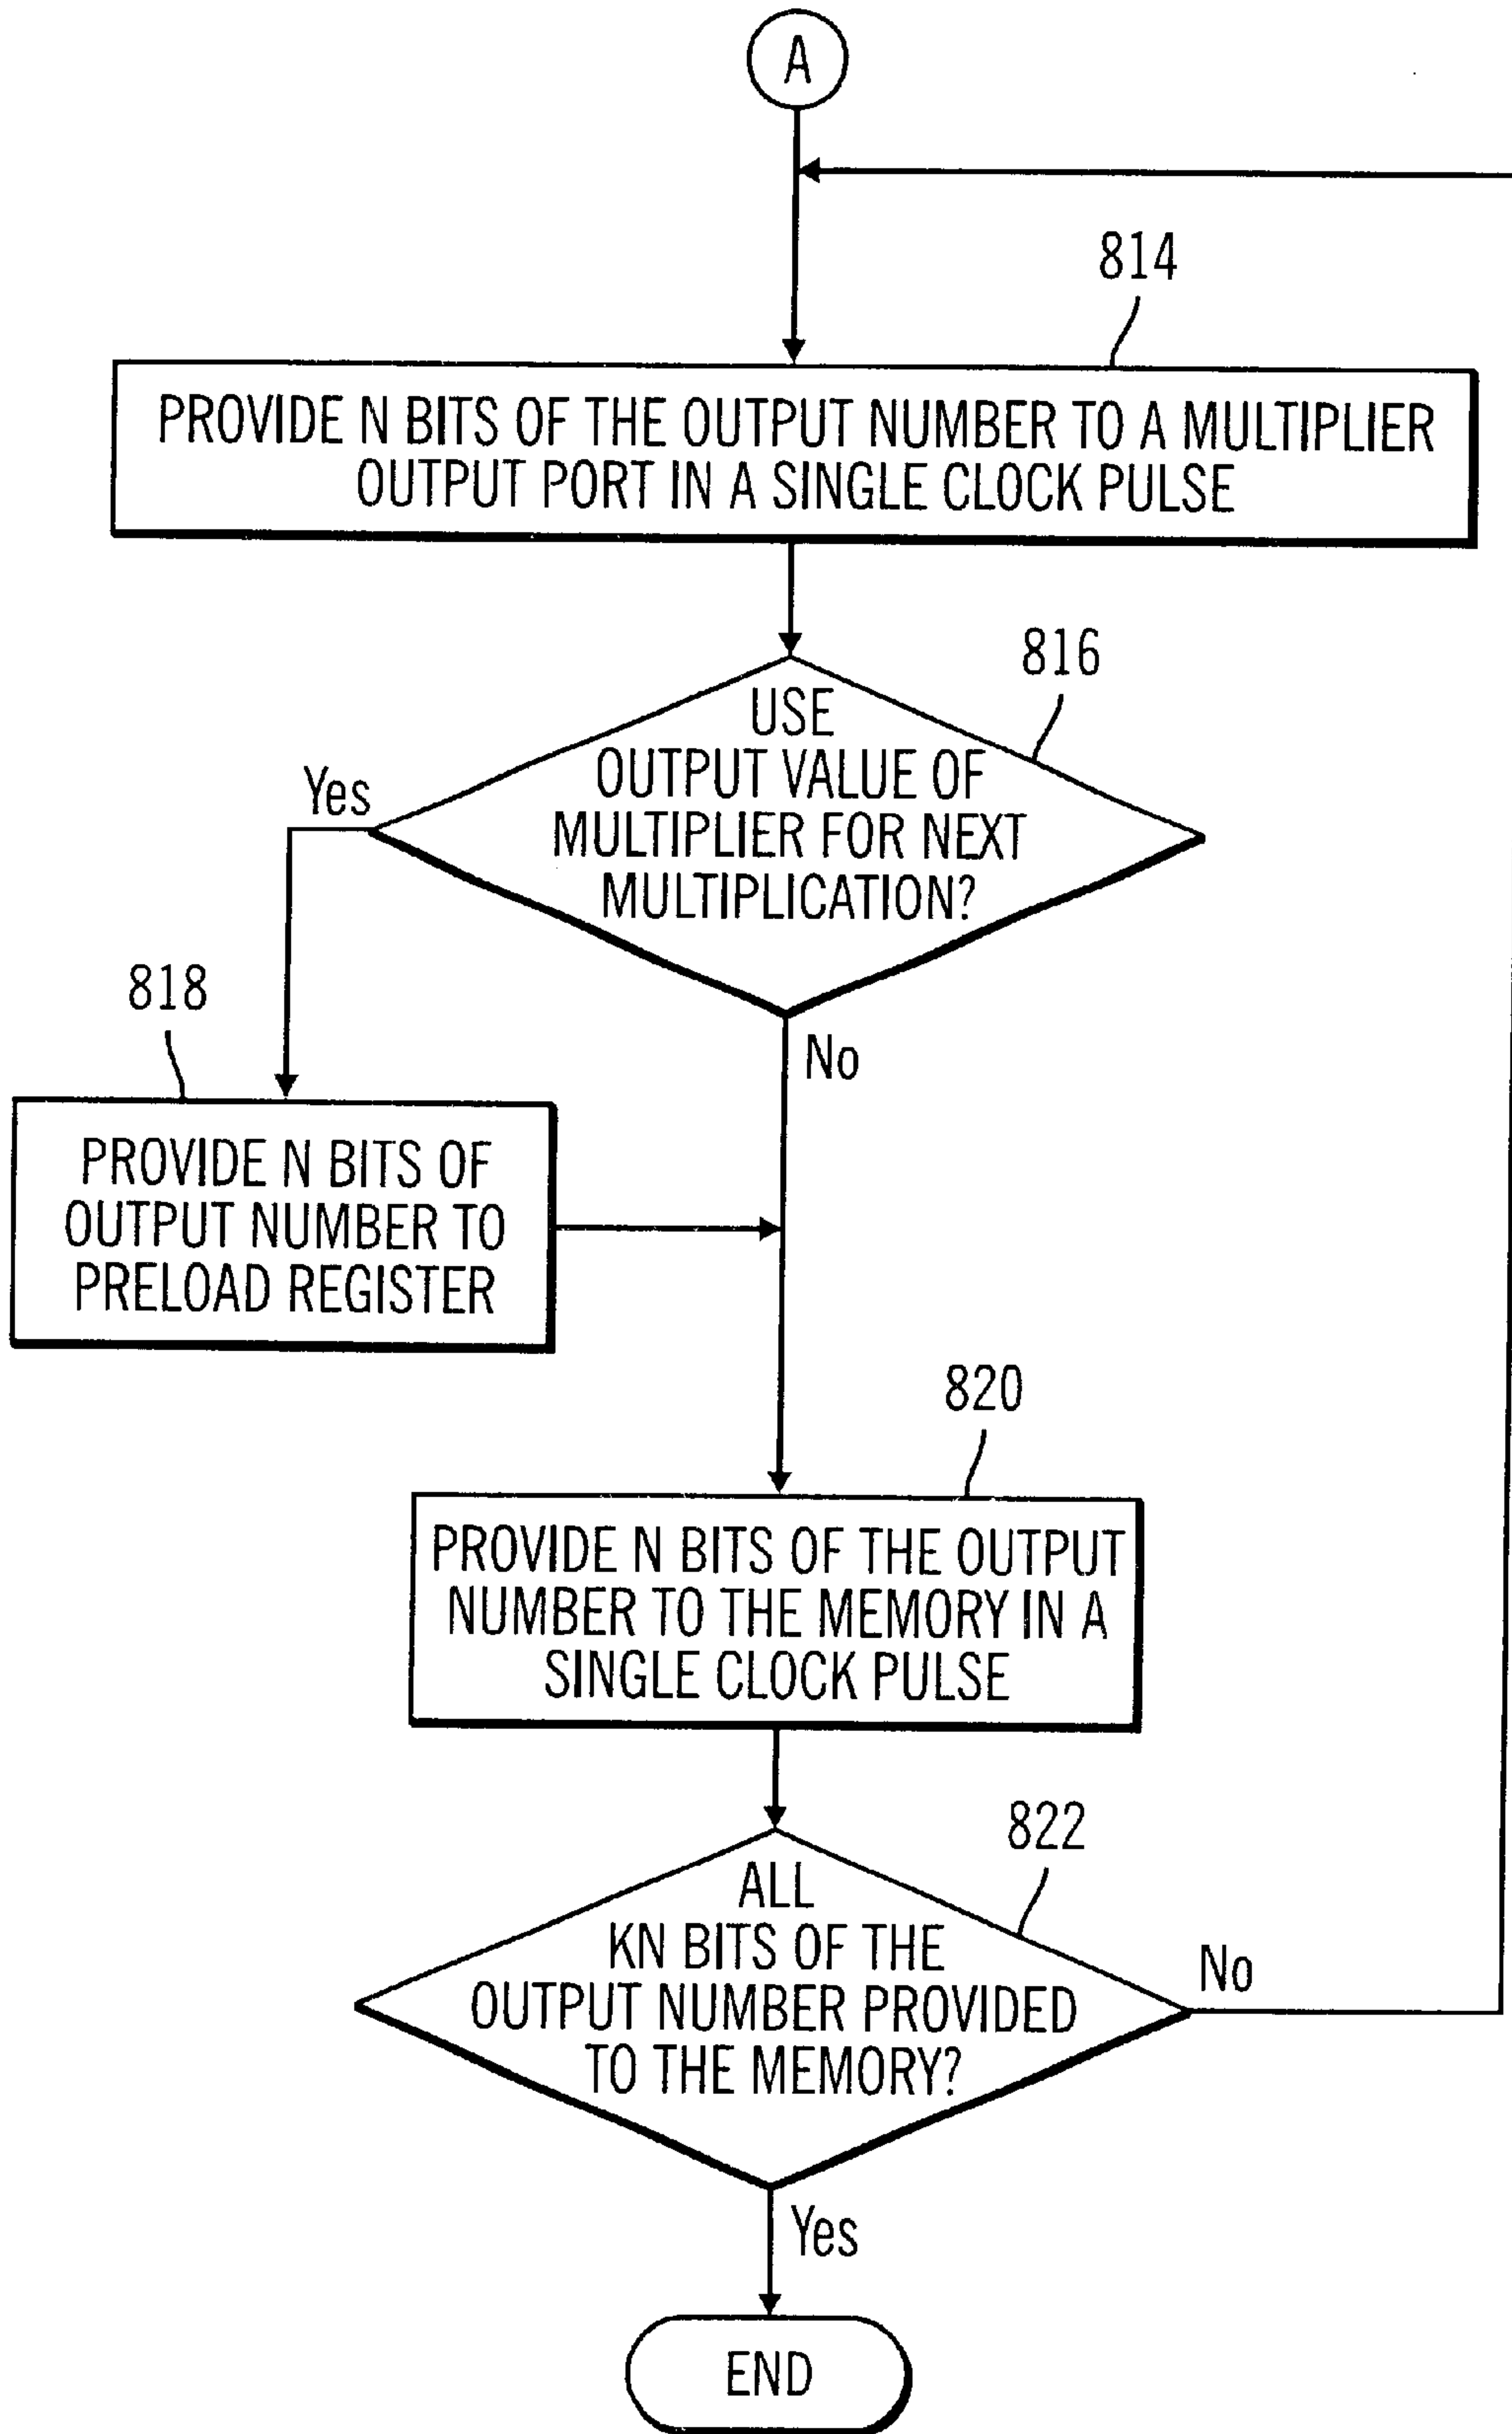 A
814
PROVIDE N BITS OF THE OUTPUT NUMBER TO A MULTIPLIER
OUTPUT PORT IN A SINGLE CLOCK PULSE
816
USE
OUTPUT VALUE OF
MULTIPLIER FOR NEXT
MULTIPLICATION?
Yes
No
818
PROVIDE N BITS OF
OUTPUT NUMBER TO
PRELOAD REGISTER
820
PROVIDE N BITS OF THE OUTPUT
NUMBER TO THE MEMORY IN A
SINGLE CLOCK PULSE
822
ALL
KN BITS OF THE
OUTPUT NUMBER PROVIDED
TO THE MEMORY?
No
Yes
END